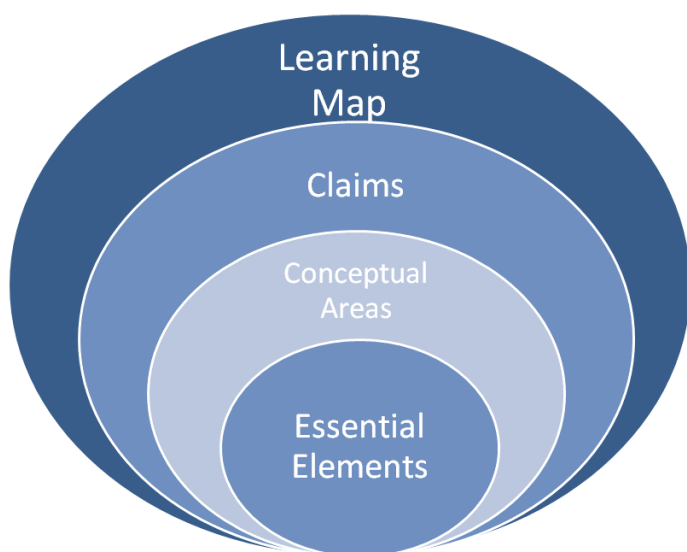 Learning
Map
Claims
Conceptual
Areas
Essential
Elements